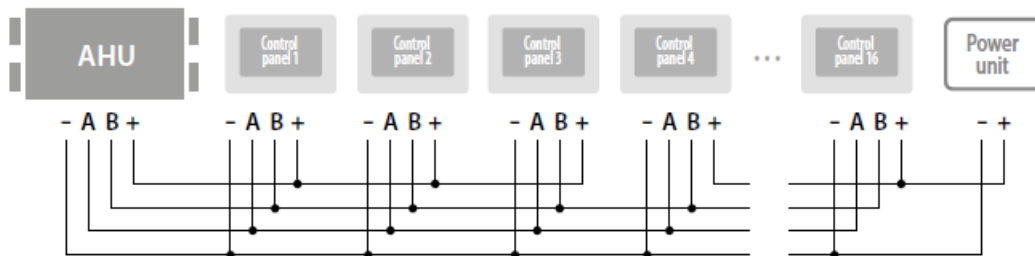 AHU
Control
panel 1
Control
panel 2
Control
panel 3
Control
panel 4
...
Control
panel 16
Power
unit
- A B +
- A B +
- A B +
- A B +
- A B +
- A B +
- +